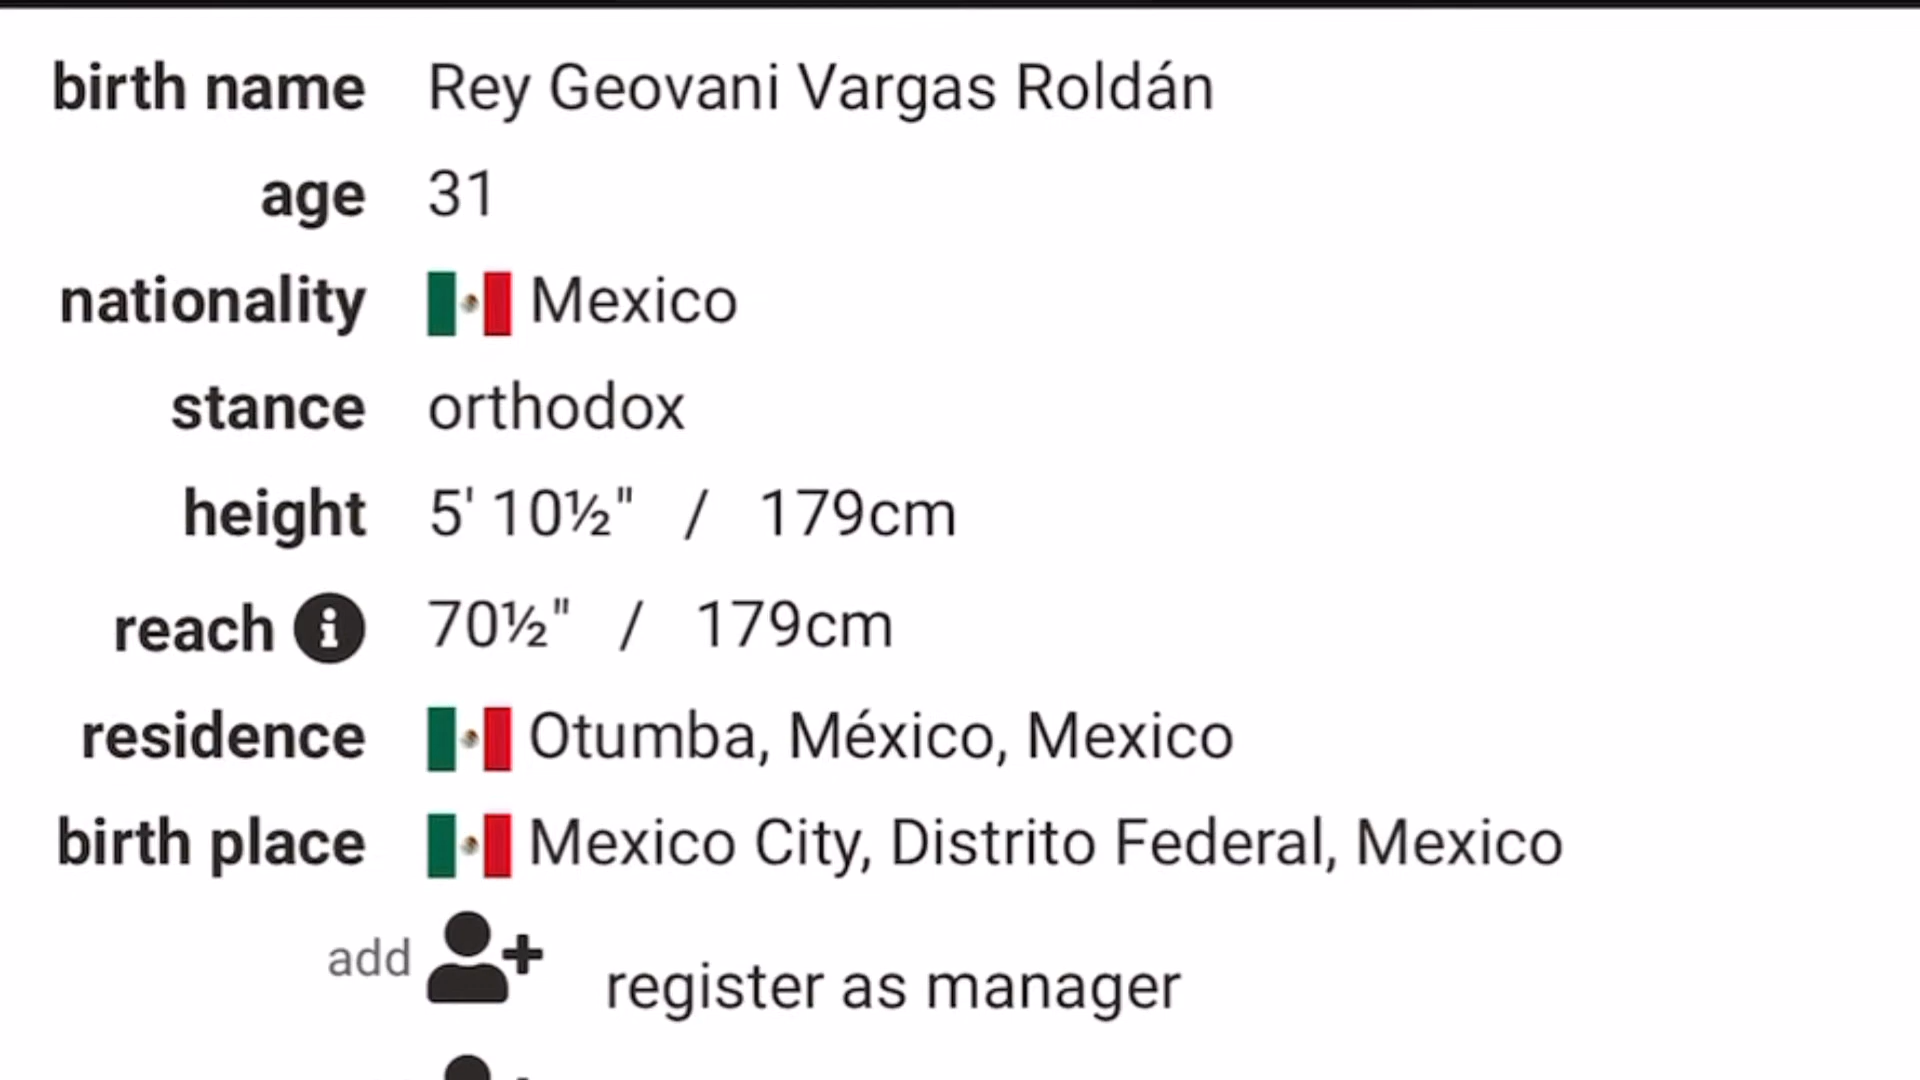 birth name Rey Geovani Vargas Roldán
age 31
nationality Mexico
stance orthodox
height 5' 10½" / 179cm
reach 70½" / 179cm
residence Otumba, México, Mexico
birth place Mexico City, Distrito Federal, Mexico
add register as manager